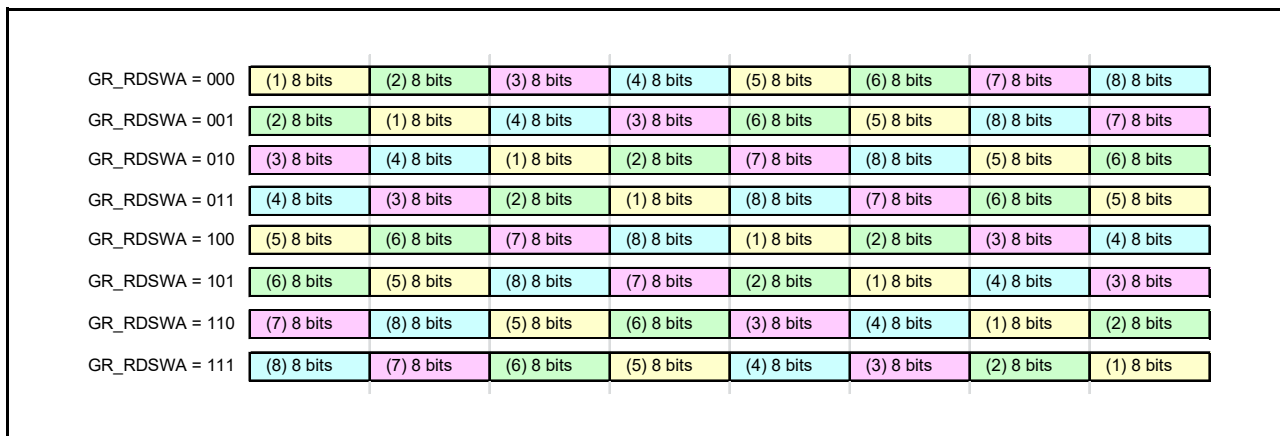 GR_RDSWA = 000 (1) 8 bits (2) 8 bits (3) 8 bits (4) 8 bits (5) 8 bits (6) 8 bits (7) 8 bits (8) 8 bits
GR_RDSWA = 001 (2) 8 bits (1) 8 bits (4) 8 bits (3) 8 bits (6) 8 bits (5) 8 bits (8) 8 bits (7) 8 bits
GR_RDSWA = 010 (3) 8 bits (4) 8 bits (1) 8 bits (2) 8 bits (7) 8 bits (8) 8 bits (5) 8 bits (6) 8 bits
GR_RDSWA = 011 (4) 8 bits (3) 8 bits (2) 8 bits (1) 8 bits (8) 8 bits (7) 8 bits (6) 8 bits (5) 8 bits
GR_RDSWA = 100 (5) 8 bits (6) 8 bits (7) 8 bits (8) 8 bits (1) 8 bits (2) 8 bits (3) 8 bits (4) 8 bits
GR_RDSWA = 101 (6) 8 bits (5) 8 bits (8) 8 bits (7) 8 bits (2) 8 bits (1) 8 bits (4) 8 bits (3) 8 bits
GR_RDSWA = 110 (7) 8 bits (8) 8 bits (5) 8 bits (6) 8 bits (3) 8 bits (4) 8 bits (1) 8 bits (2) 8 bits
GR_RDSWA = 111 (8) 8 bits (7) 8 bits (6) 8 bits (5) 8 bits (4) 8 bits (3) 8 bits (2) 8 bits (1) 8 bits